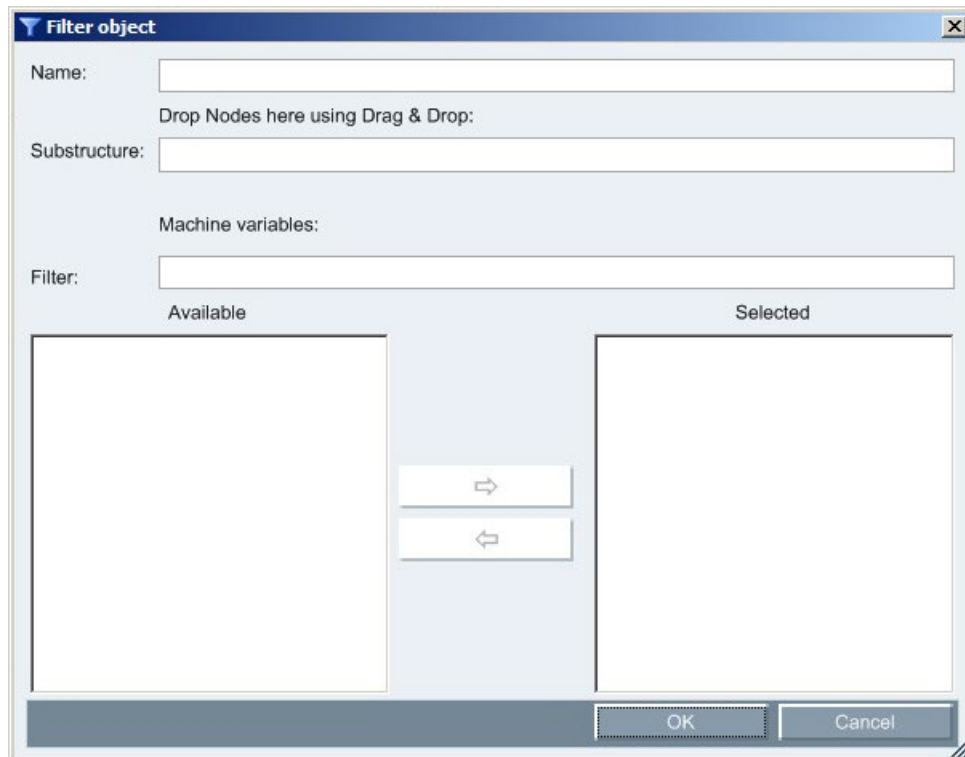 Filter object
Name:
Drop Nodes here using Drag & Drop:
Substructure:
Machine variables:
Filter:
Available Selected
OK Cancel